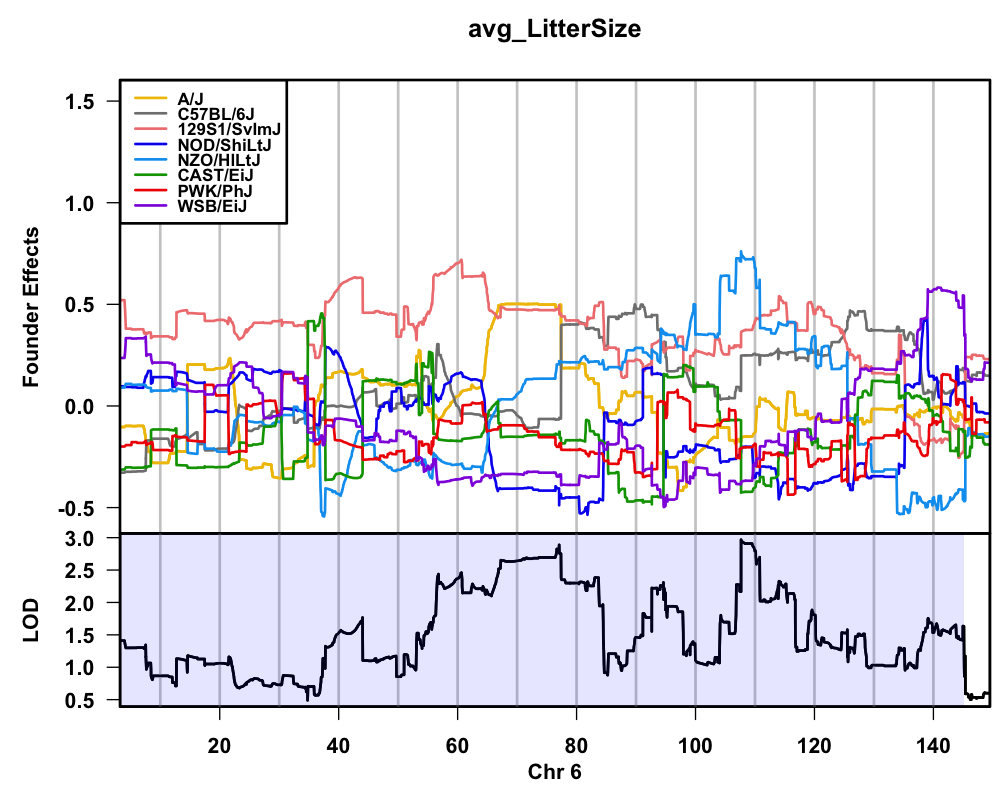 avg_LitterSize
A/J
C57BL/6J
129S1/SvImJ
NOD/ShiLtJ
NZO/HlLtJ
CAST/EiJ
PWK/PhJ
WSB/EiJ
Founder Effects
1.5
1.0
0.5
0.0
-0.5
LOD
3.0
2.5
2.0
1.5
1.0
0.5
20 40 60 80 100 120 140
Chr 6